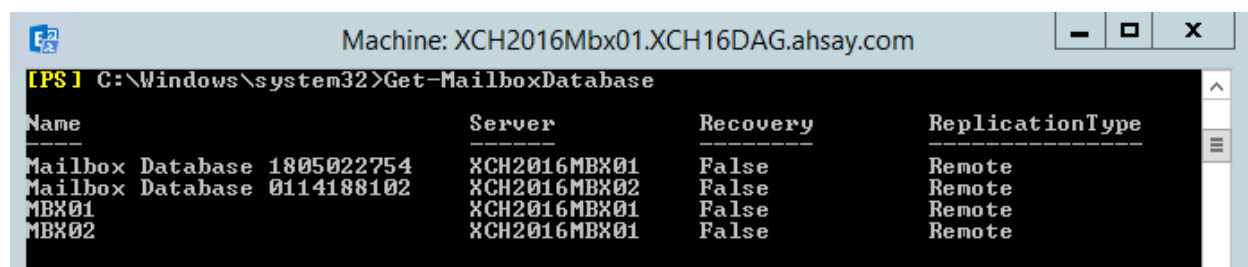 Machine: XCH2016Mbx01.XCH16DAG.ahsay.com
[PS] C:\Windows\system32>Get-MailboxDatabase
Name Server Recovery ReplicationType
---- ------ -------- ---------------
Mailbox Database 1805022754 XCH2016MBX01 False Remote
Mailbox Database 0114188102 XCH2016MBX02 False Remote
MBX01 XCH2016MBX01 False Remote
MBX02 XCH2016MBX01 False Remote